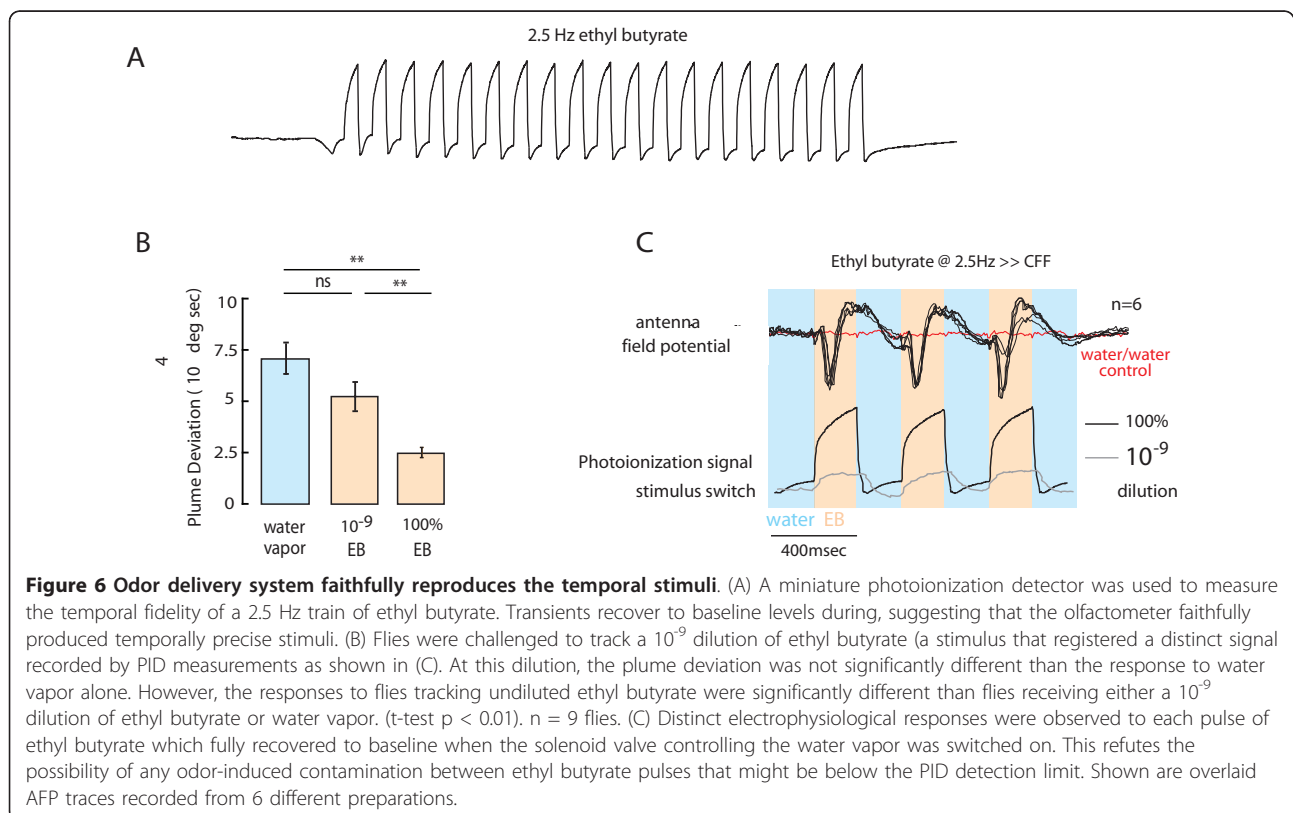 A
2.5 Hz ethyl butyrate
B
**
ns
**
10
7.5
5
2.5
0
Plume Deviation (10 4 deg sec)
water vapor
10-9 EB
100% EB
C
Ethyl butyrate @ 2.5Hz >> CFF
antenna
field potential
n=6
water/water
control
Photoionization signal
stimulus switch
100%
10-9
dilution
water EB
400msec
Figure 6 Odor delivery system faithfully reproduces the temporal stimuli. (A) A miniature photoionization detector was used to measure
the temporal fidelity of a 2.5 Hz train of ethyl butyrate. Transients recover to baseline levels during, suggesting that the olfactometer faithfully
produced temporally precise stimuli. (B) Flies were challenged to track a 10-9 dilution of ethyl butyrate (a stimulus that registered a distinct signal
recorded by PID measurements as shown in (C). At this dilution, the plume deviation was not significantly different than the response to water
vapor alone. However, the responses to flies tracking undiluted ethyl butyrate were significantly different than flies receiving either a 10-9
dilution of ethyl butyrate or water vapor. (t-test p < 0.01). n = 9 flies. (C) Distinct electrophysiological responses were observed to each pulse of
ethyl butyrate which fully recovered to baseline when the solenoid valve controlling the water vapor was switched on. This refutes the
possibility of any odor-induced contamination between ethyl butyrate pulses that might be below the PID detection limit. Shown are overlaid
AFP traces recorded from 6 different preparations.